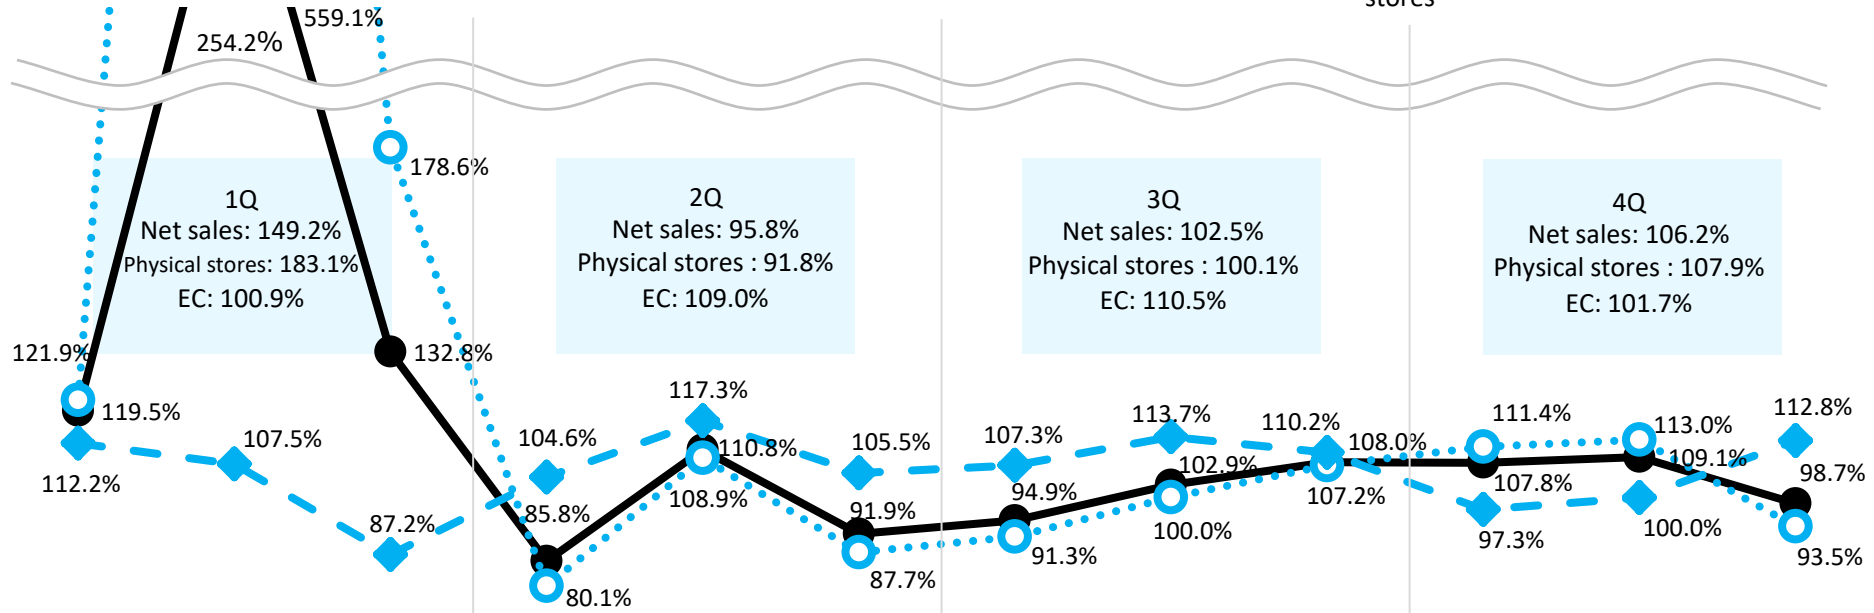 stores
559.1%
254.2%
178.6%
1Q
Net sales: 149.2%
Physical stores: 183.1%
EC: 100.9%
2Q
Net sales: 95.8%
Physical stores : 91.8%
EC: 109.0%
3Q
Net sales: 102.5%
Physical stores : 100.1%
EC: 110.5%
4Q
Net sales: 106.2%
Physical stores : 107.9%
EC: 101.7%
121.9%
119.5%
112.2%
107.5%
132.8%
87.2%
104.6%
85.8%
80.1%
117.3%
110.8%
108.9%
105.5%
91.9%
87.7%
107.3%
94.9%
91.3%
113.7%
102.9%
100.0%
110.2%
108.0%
107.2%
111.4%
107.8%
97.3%
113.0%
109.1%
100.0%
112.8%
98.7%
93.5%